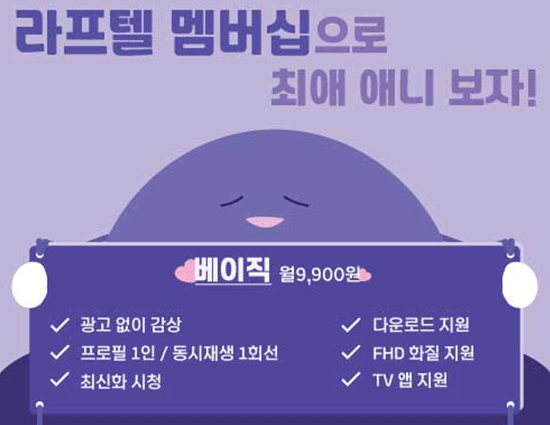 라프텔 멤버십으로
최애 애니 보자!
베이직 월9,900원
광고 없이 감상
프로필 1인 / 동시재생 1회선
최신화 시청
다운로드 지원
FHD 화질 지원
TV 앱 지원